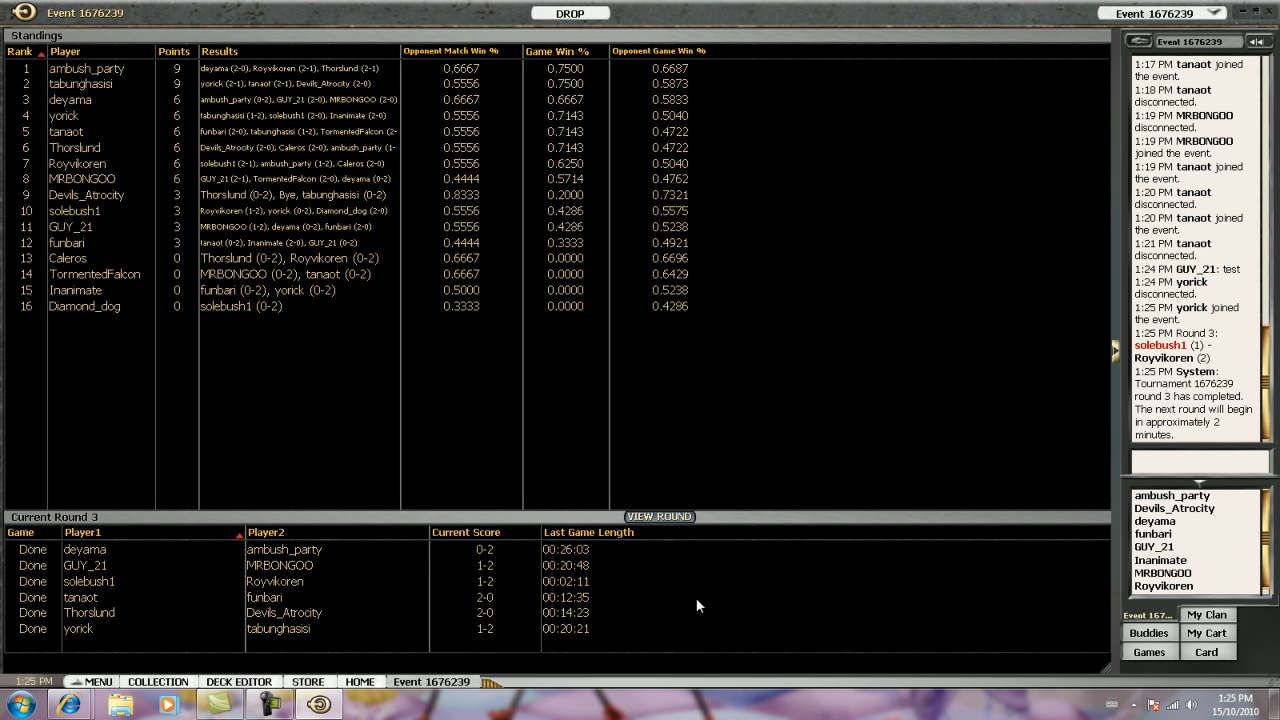 Event 1676239
DROP
Event 1676239
Standings
Rank Player Points Results Opponent Match Win % Game Win % Opponent Game Win %
1 ambush_party 9 deyama (2-0), Royvikoren (2-1), Thorslund (2-1) 0.6667 0.7500 0.6687
2 tabunghasisi 9 yorick (2-1), tanaot (2-1), Devils_Atrocity (2-0) 0.5556 0.7500 0.5873
3 deyama 6 ambush_party (0-2), GUY_21 (2-0), MRBONGOO (2-0) 0.6667 0.6667 0.5833
4 yorick 6 tabunghasisi (1-2), solebush1 (2-0), Inanimate (2-0) 0.5556 0.7143 0.5040
5 tanaot 6 funbari (2-0), tabunghasisi (1-2), TormentedFalcon (2- 0.5556 0.7143 0.4722
6 Thorslund 6 Devils_Atrocity (2-0), Caleros (2-0), ambush_party (1- 0.5556 0.7143 0.4722
7 Royvikoren 6 solebush1 (2-1), ambush_party (1-2), Caleros (2-0) 0.5556 0.6250 0.5040
8 MRBONGOO 6 GUY_21 (2-1), TormentedFalcon (2-0), deyama (0-2) 0.4444 0.5714 0.4762
9 Devils_Atrocity 3 Thorslund (0-2), Bye, tabunghasisi (0-2) 0.8333 0.2000 0.7321
10 solebush1 3 Royvikoren (1-2), yorick (0-2), Diamond_dog (2-0) 0.5556 0.4286 0.5575
11 GUY_21 3 MRBONGOO (1-2), deyama (0-2), funbari (2-0) 0.5556 0.4286 0.5238
12 funbari 3 tanaot (0-2), Inanimate (2-0), GUY_21 (0-2) 0.4444 0.3333 0.4921
13 Caleros 0 Thorslund (0-2), Royvikoren (0-2) 0.6667 0.0000 0.6696
14 TormentedFalcon 0 MRBONGOO (0-2), tanaot (0-2) 0.6667 0.0000 0.6429
15 Inanimate 0 funbari (0-2), yorick (0-2) 0.5000 0.0000 0.5238
16 Diamond_dog 0 solebush1 (0-2) 0.3333 0.0000 0.4286
Current Round 3
VIEW ROUND
Game Player1 Player2 Current Score Last Game Length
Done deyama ambush_party 0-2 00:26:03
Done GUY_21 MRBONGOO 1-2 00:20:48
Done solebush1 Royvikoren 1-2 00:02:11
Done tanaot funbari 2-0 00:12:35
Done Thorslund Devils_Atrocity 2-0 00:14:23
Done yorick tabunghasisi 1-2 00:20:21
Event 1676239
1:17 PM tanaot joined
the event.
1:18 PM tanaot
disconnected.
1:19 PM MRBONGOO
disconnected.
1:19 PM MRBONGOO
joined the event.
1:19 PM tanaot joined
the event.
1:20 PM tanaot
disconnected.
1:20 PM tanaot joined
the event.
1:21 PM tanaot
disconnected.
1:24 PM GUY_21: test
1:24 PM yorick
disconnected.
1:25 PM yorick joined
the event.
1:25 PM Round 3:
solebush1 (1) -
Royvikoren (2)
1:25 PM System:
Tournament 1676239
round 3 has completed.
The next round will begin
in approximately 2
minutes.
ambush_party
Devils_Atrocity
deyama
funbari
GUY_21
Inanimate
MRBONGOO
Royvikoren
Event 167... My Clan
Buddies My Cart
Games Card
1:25 PM MENU COLLECTION DECK EDITOR STORE HOME Event 1676239
1:25 PM
15/10/2010